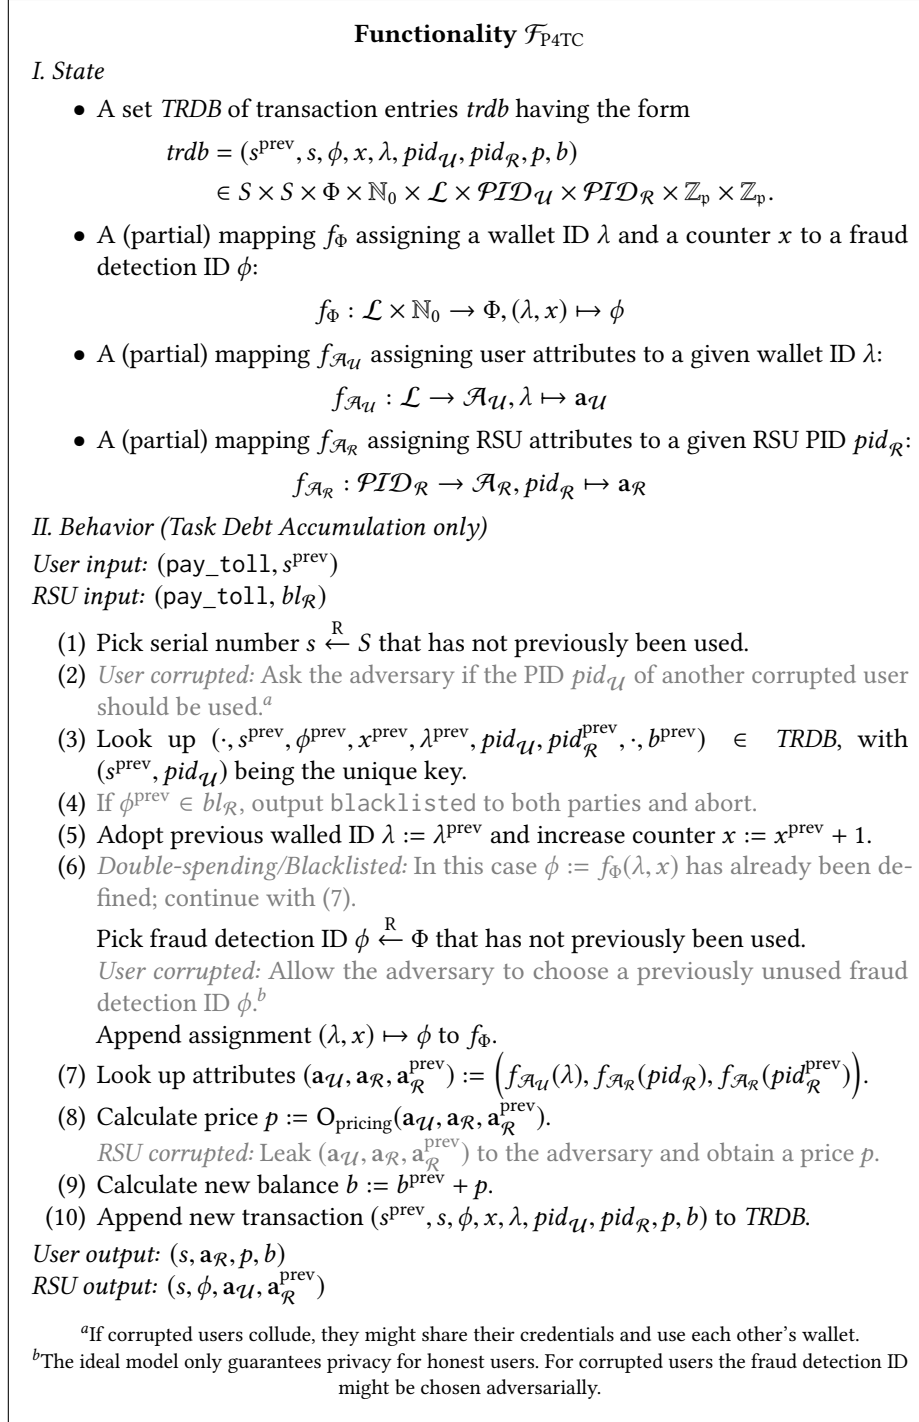 Functionality ℱ_P4TC
I. State
• A set TRDB of transaction entries trdb having the form
trdb = (s^prev, s, ϕ, x, λ, pid_𝒰, pid_ℛ, p, b)
∈ S × S × Φ × ℕ₀ × ℒ × 𝒫ℐ𝒟_𝒰 × 𝒫ℐ𝒟_ℛ × ℤ_𝔭 × ℤ_𝔭.
• A (partial) mapping f_Φ assigning a wallet ID λ and a counter x to a fraud
detection ID ϕ:
f_Φ : ℒ × ℕ₀ → Φ, (λ, x) ↦ ϕ
• A (partial) mapping f_𝒜_𝒰 assigning user attributes to a given wallet ID λ:
f_𝒜_𝒰 : ℒ → 𝒜_𝒰, λ ↦ a_𝒰
• A (partial) mapping f_𝒜_ℛ assigning RSU attributes to a given RSU PID pid_ℛ:
f_𝒜_ℛ : 𝒫ℐ𝒟_ℛ → 𝒜_ℛ, pid_ℛ ↦ a_ℛ
II. Behavior (Task Debt Accumulation only)
User input: (pay_toll, s^prev)
RSU input: (pay_toll, bl_ℛ)
(1) Pick serial number s ←^R S that has not previously been used.
(2) User corrupted: Ask the adversary if the PID pid_𝒰 of another corrupted user
should be used.^a
(3) Look up (·, s^prev, ϕ^prev, x^prev, λ^prev, pid_𝒰, pid_ℛ^prev, ·, b^prev) ∈ TRDB, with
(s^prev, pid_𝒰) being the unique key.
(4) If ϕ^prev ∈ bl_ℛ, output blacklisted to both parties and abort.
(5) Adopt previous walled ID λ := λ^prev and increase counter x := x^prev + 1.
(6) Double-spending/Blacklisted: In this case ϕ := f_Φ(λ, x) has already been de-
fined; continue with (7).
Pick fraud detection ID ϕ ←^R Φ that has not previously been used.
User corrupted: Allow the adversary to choose a previously unused fraud
detection ID ϕ.^b
Append assignment (λ, x) ↦ ϕ to f_Φ.
(7) Look up attributes (a_𝒰, a_ℛ, a_ℛ^prev) := (f_𝒜_𝒰(λ), f_𝒜_ℛ(pid_ℛ), f_𝒜_ℛ(pid_ℛ^prev)).
(8) Calculate price p := O_pricing(a_𝒰, a_ℛ, a_ℛ^prev).
RSU corrupted: Leak (a_𝒰, a_ℛ, a_ℛ^prev) to the adversary and obtain a price p.
(9) Calculate new balance b := b^prev + p.
(10) Append new transaction (s^prev, s, ϕ, x, λ, pid_𝒰, pid_ℛ, p, b) to TRDB.
User output: (s, a_ℛ, p, b)
RSU output: (s, ϕ, a_𝒰, a_ℛ^prev)
^a If corrupted users collude, they might share their credentials and use each other's wallet.
^b The ideal model only guarantees privacy for honest users. For corrupted users the fraud detection ID
might be chosen adversarially.